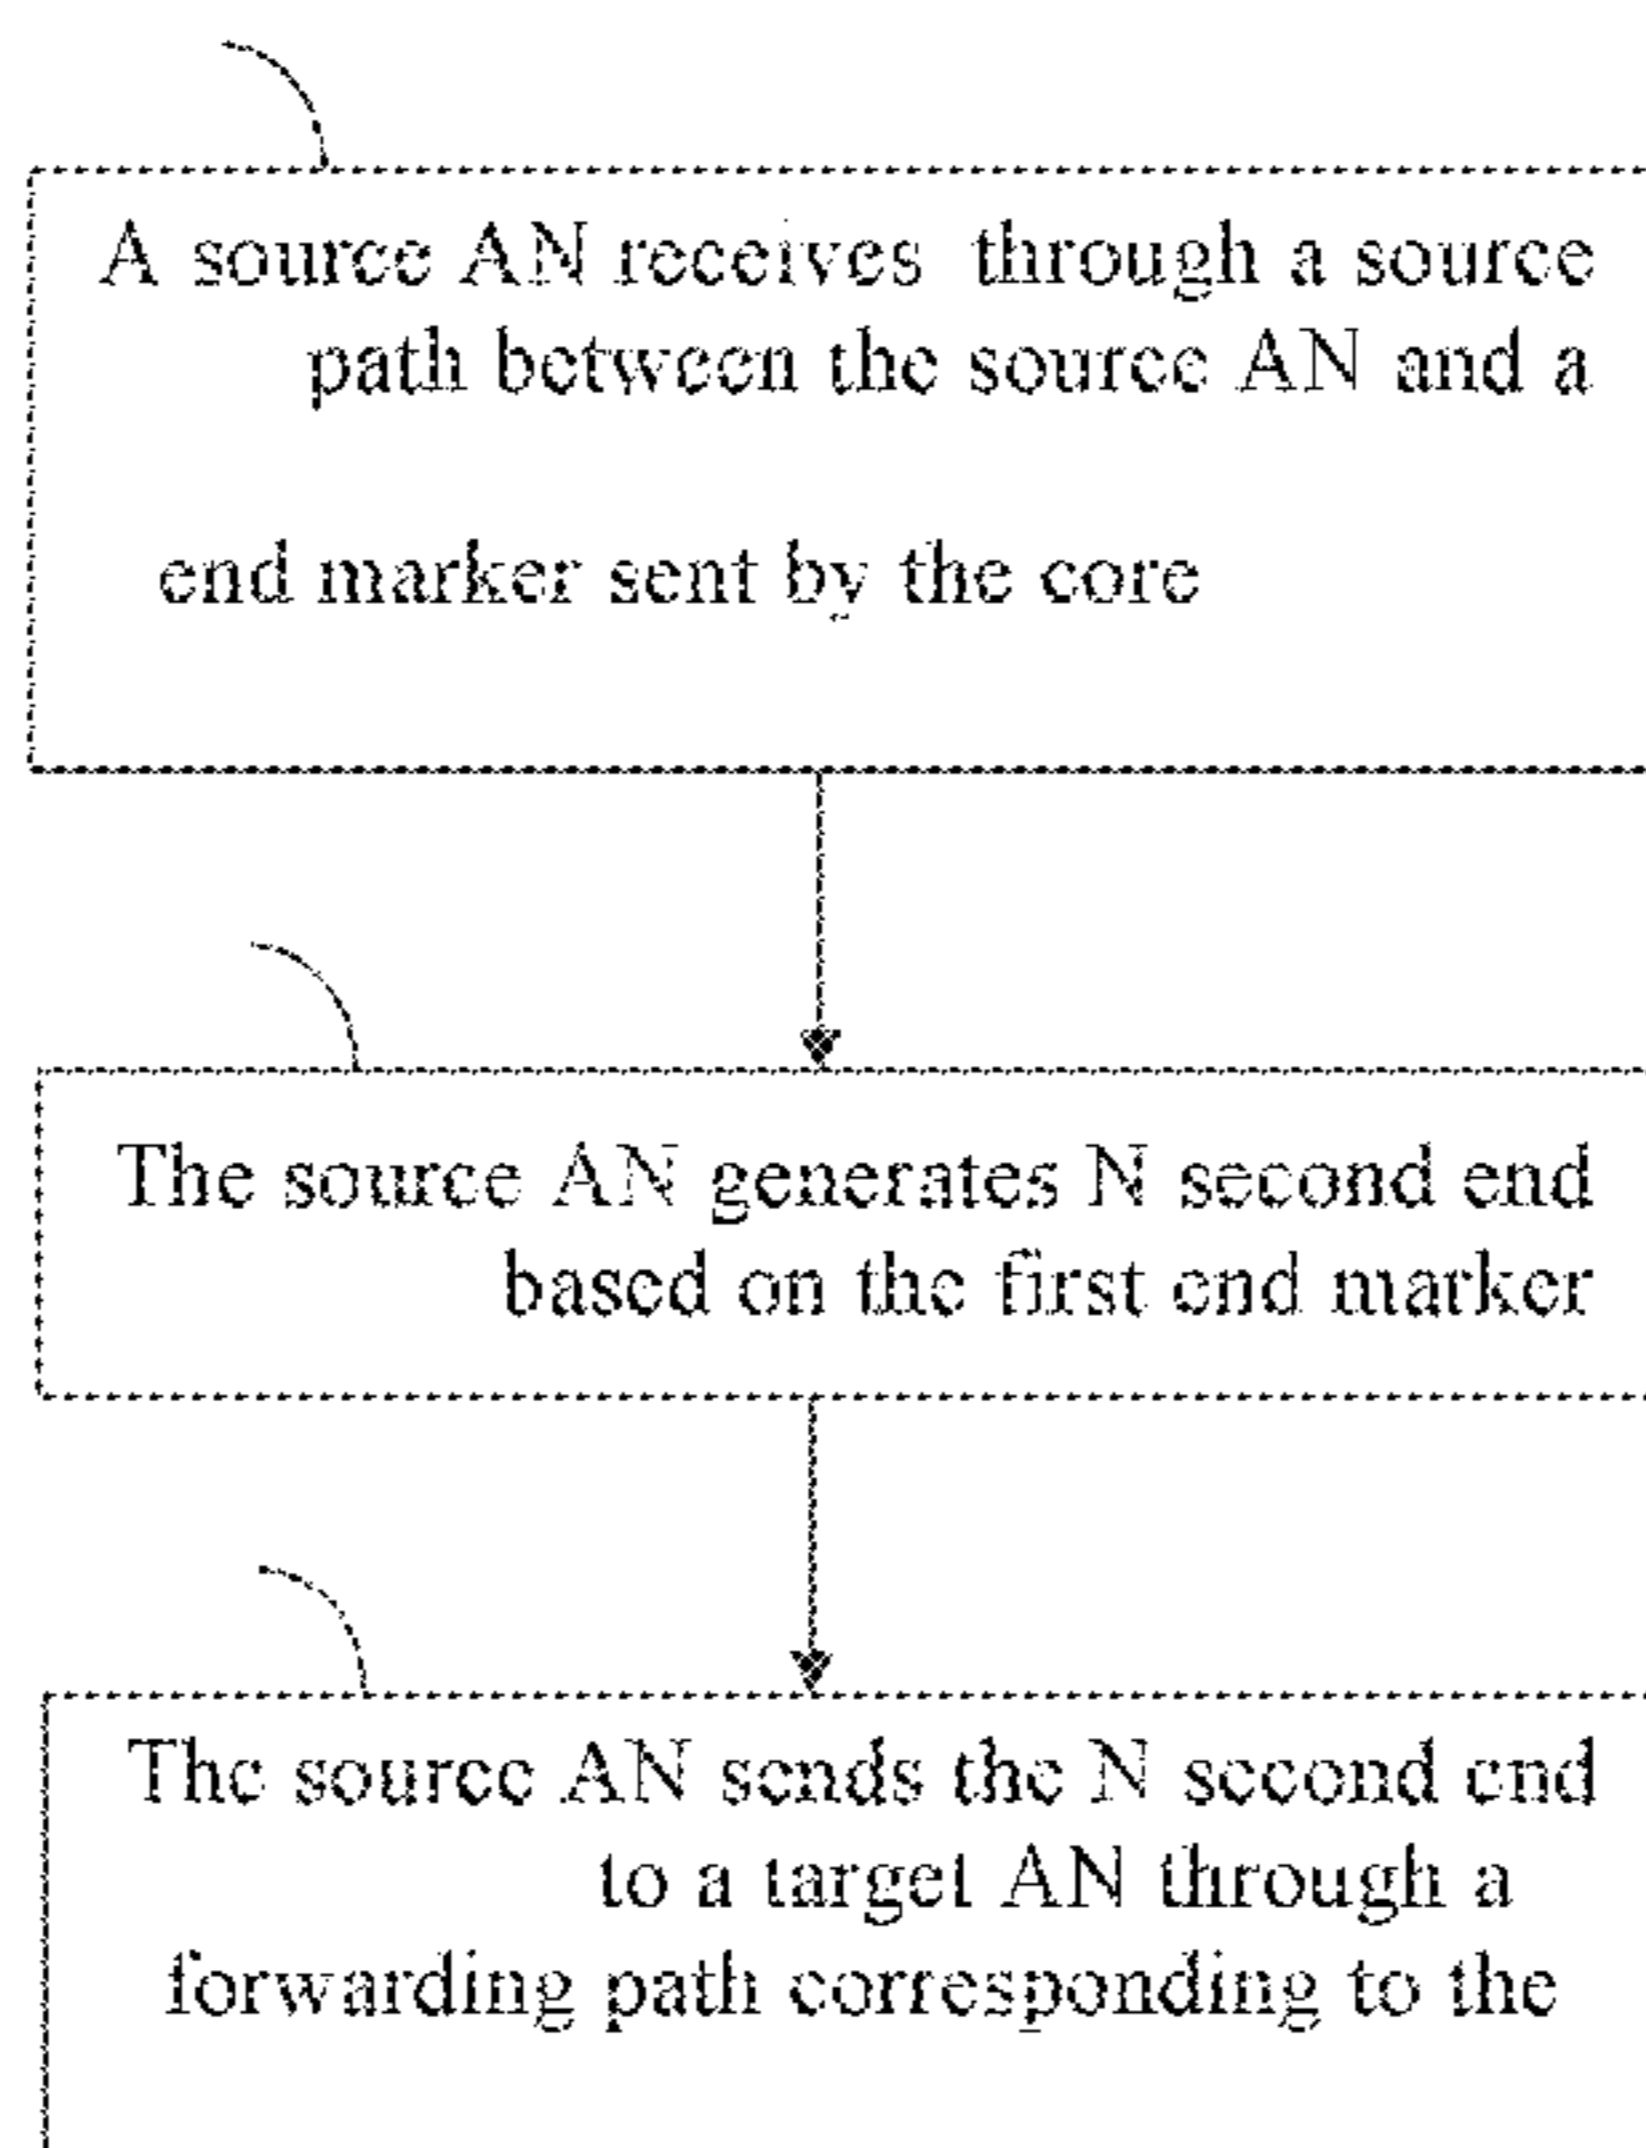 A source AN receives through a source
path between the source AN and a
end marker sent by the core
The source AN generates N second end
based on the first end marker
The source AN sends the N second end
to a target AN through a
forwarding path corresponding to the